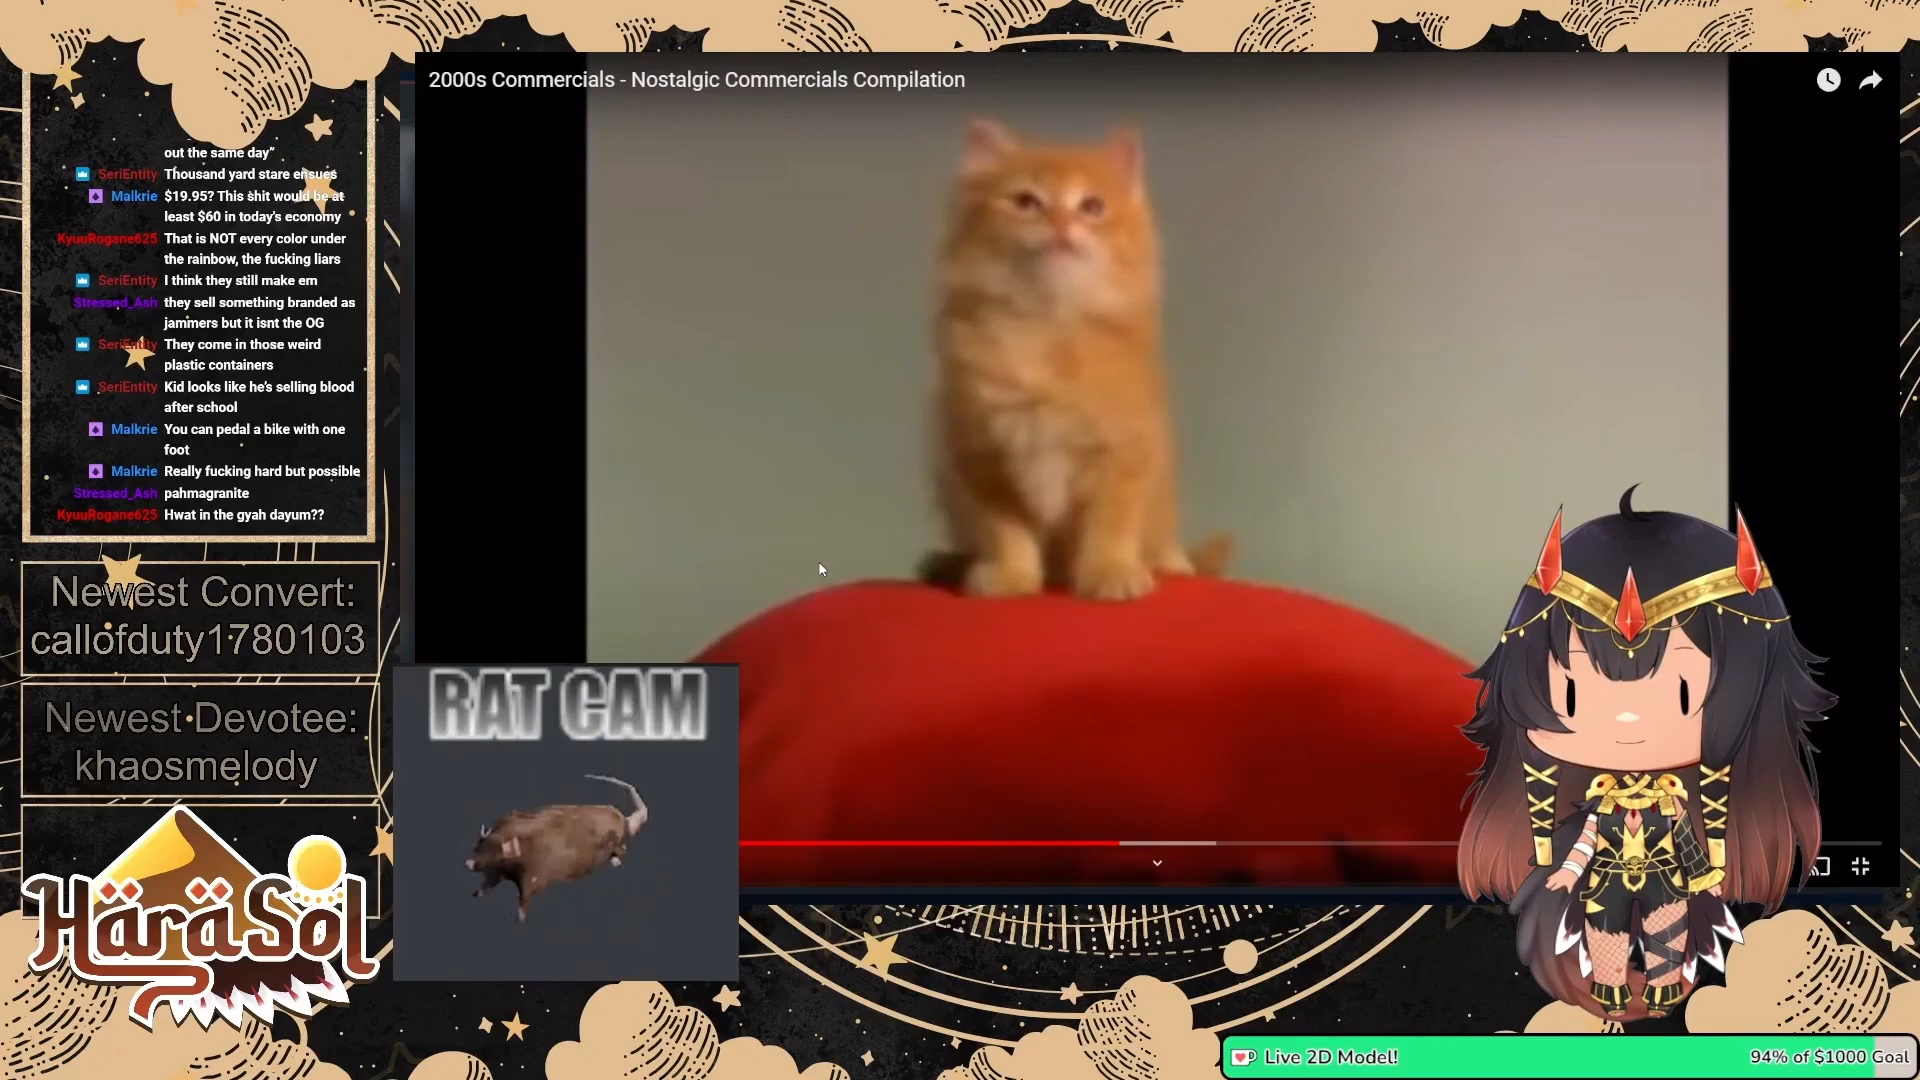 2000s Commercials - Nostalgic Commercials Compilation
out the same day”
SeriEntity Thousand yard stare ensues
Malkrie $19.95? This shit would be at
least $60 in today's economy
KyuuRogane625 That is NOT every color under
the rainbow, the fucking liars
SeriEntity I think they still make em
Stressed_Ash they sell something branded as
jammers but it isnt the OG
SeriEntity They come in those weird
plastic containers
SeriEntity Kid looks like he's selling blood
after school
Malkrie You can pedal a bike with one
foot
Malkrie Really fucking hard but possible
Stressed_Ash pahmagranite
KyuuRogane625 Hwat in the gyah dayum??
Newest Convert:
callofduty1780103
Newest Devotee:
khaosmelody
RAT CAM
HäräSol
Live 2D Model!
94% of $1000 Goal